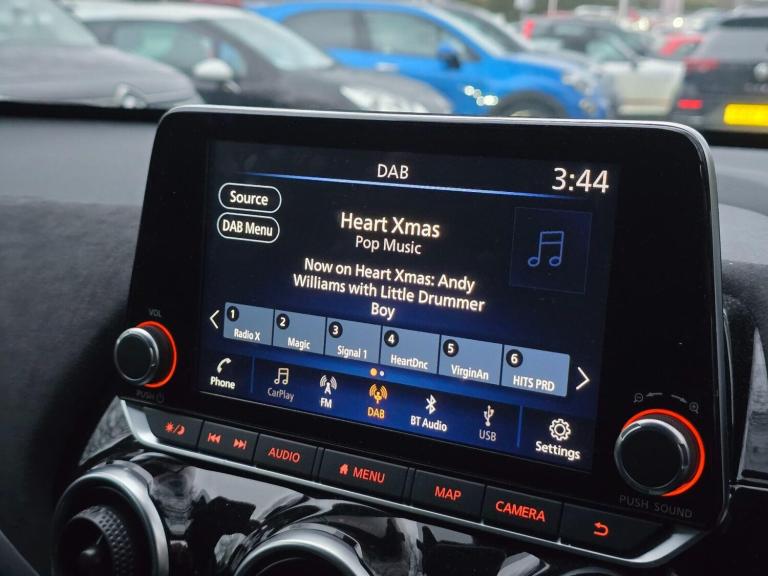 DAB
3:44
Source
DAB Menu
Heart Xmas
Pop Music
Now on Heart Xmas: Andy
Williams with Little Drummer
Boy
1 Radio X
2 Magic
3 Signal 1
4 HeartDnc
5 VirginAn
6 HITS PRD
Phone
CarPlay
FM
DAB
BT Audio
USB
Settings
VOL
PUSH
AUDIO
MENU
MAP
CAMERA
PUSH SOUND